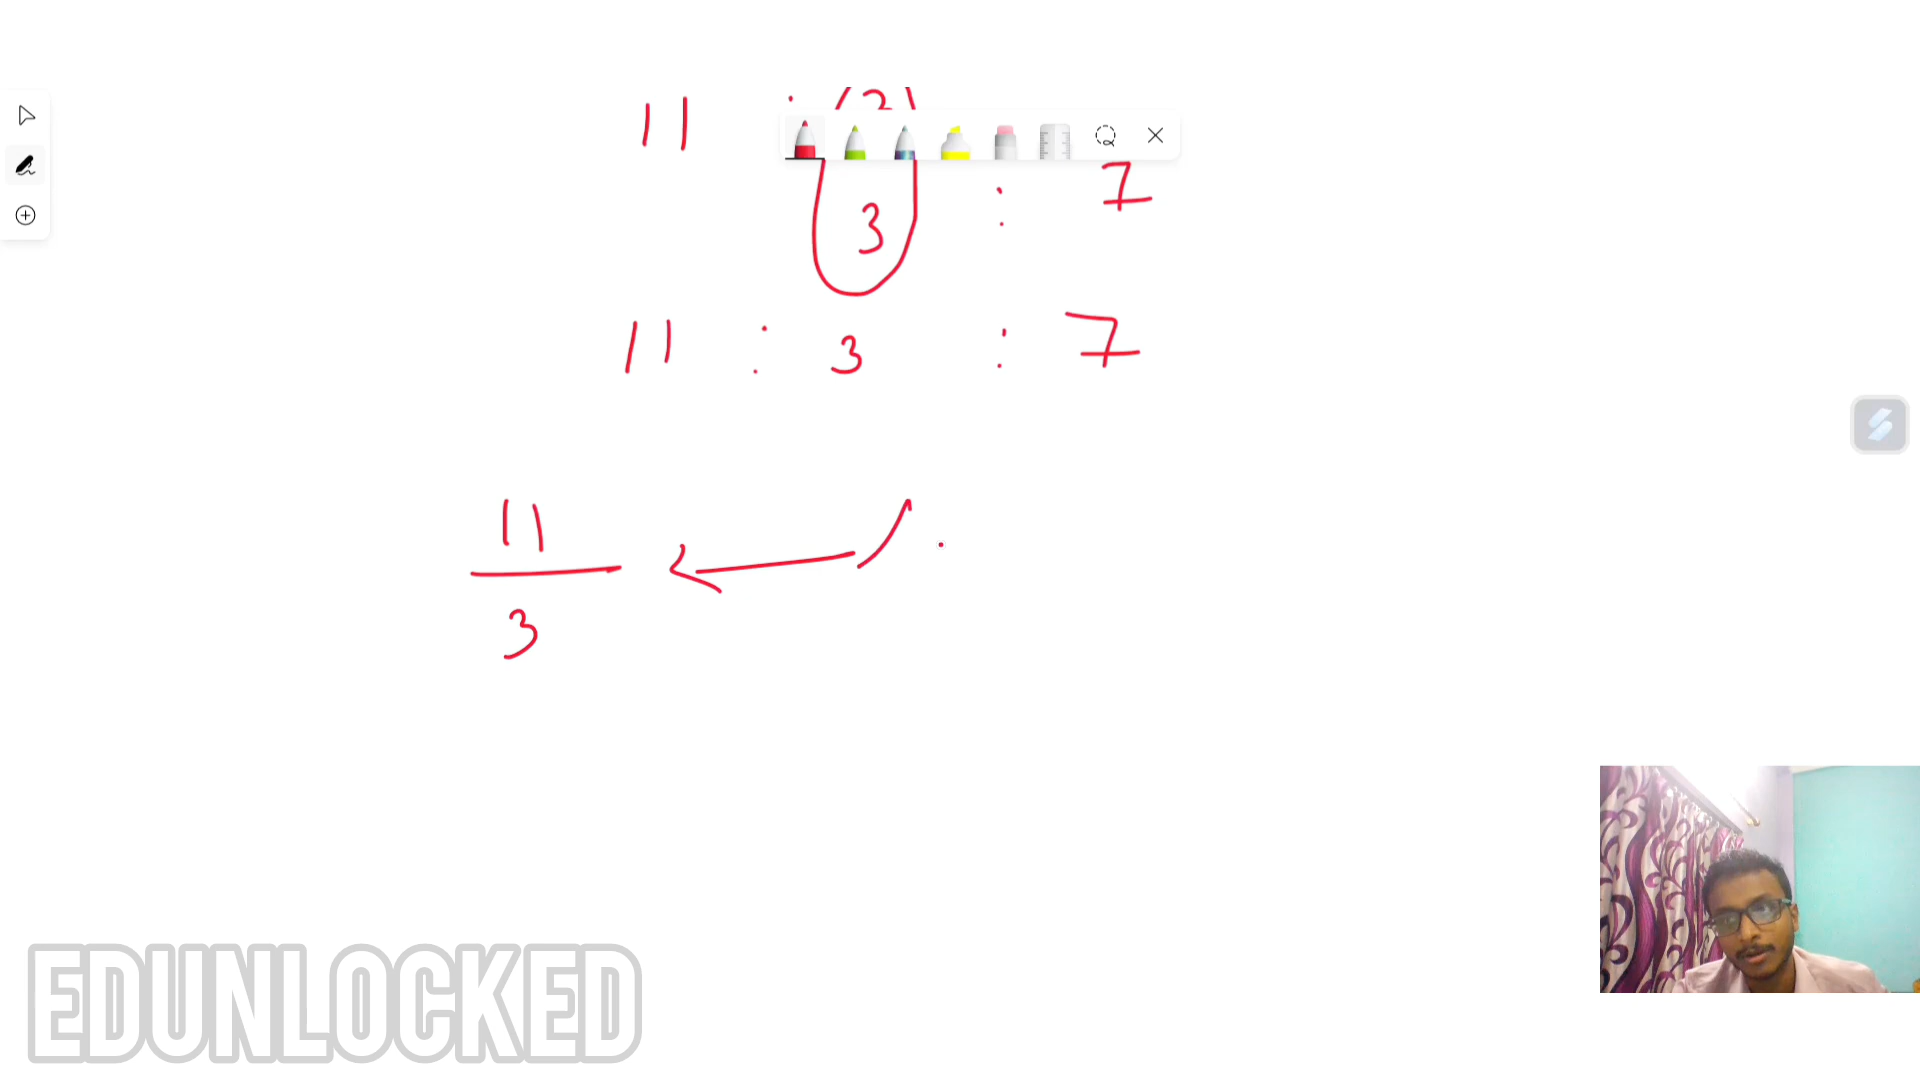 11 :
3 : 7
11 : 3 : 7
11
3
EDUNLOCKED